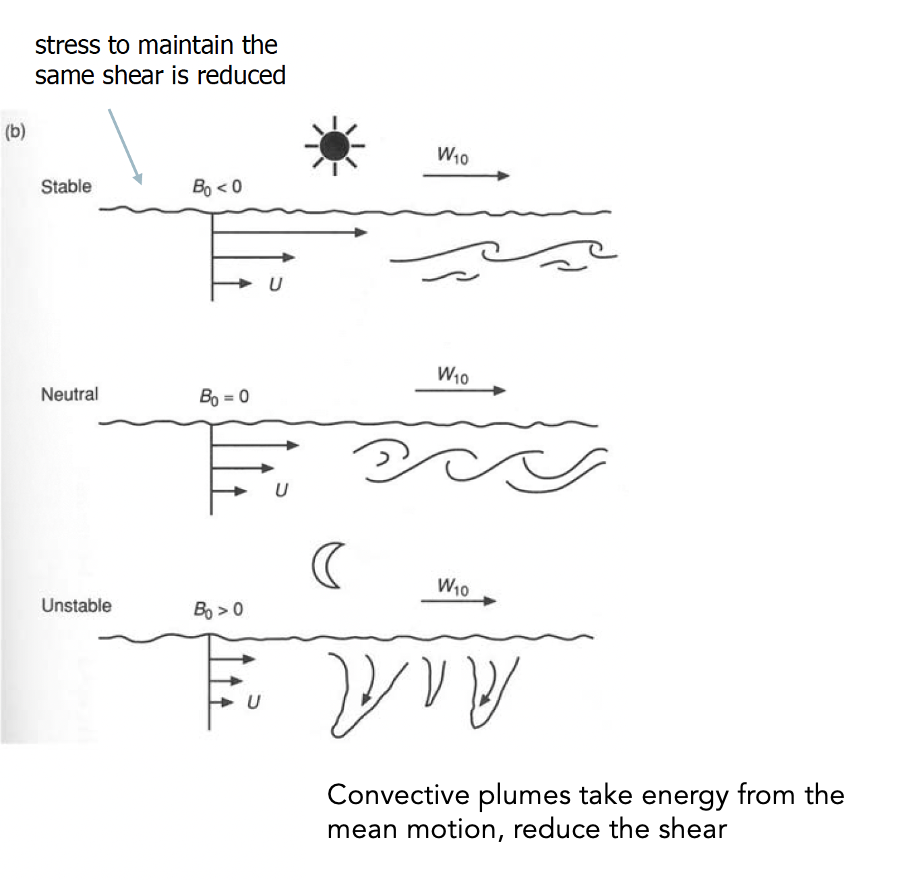 stress to maintain the
same shear is reduced
(b)
W10
Stable
B0 < 0
U
W10
Neutral
B0 = 0
U
W10
Unstable
B0 > 0
U
Convective plumes take energy from the
mean motion, reduce the shear